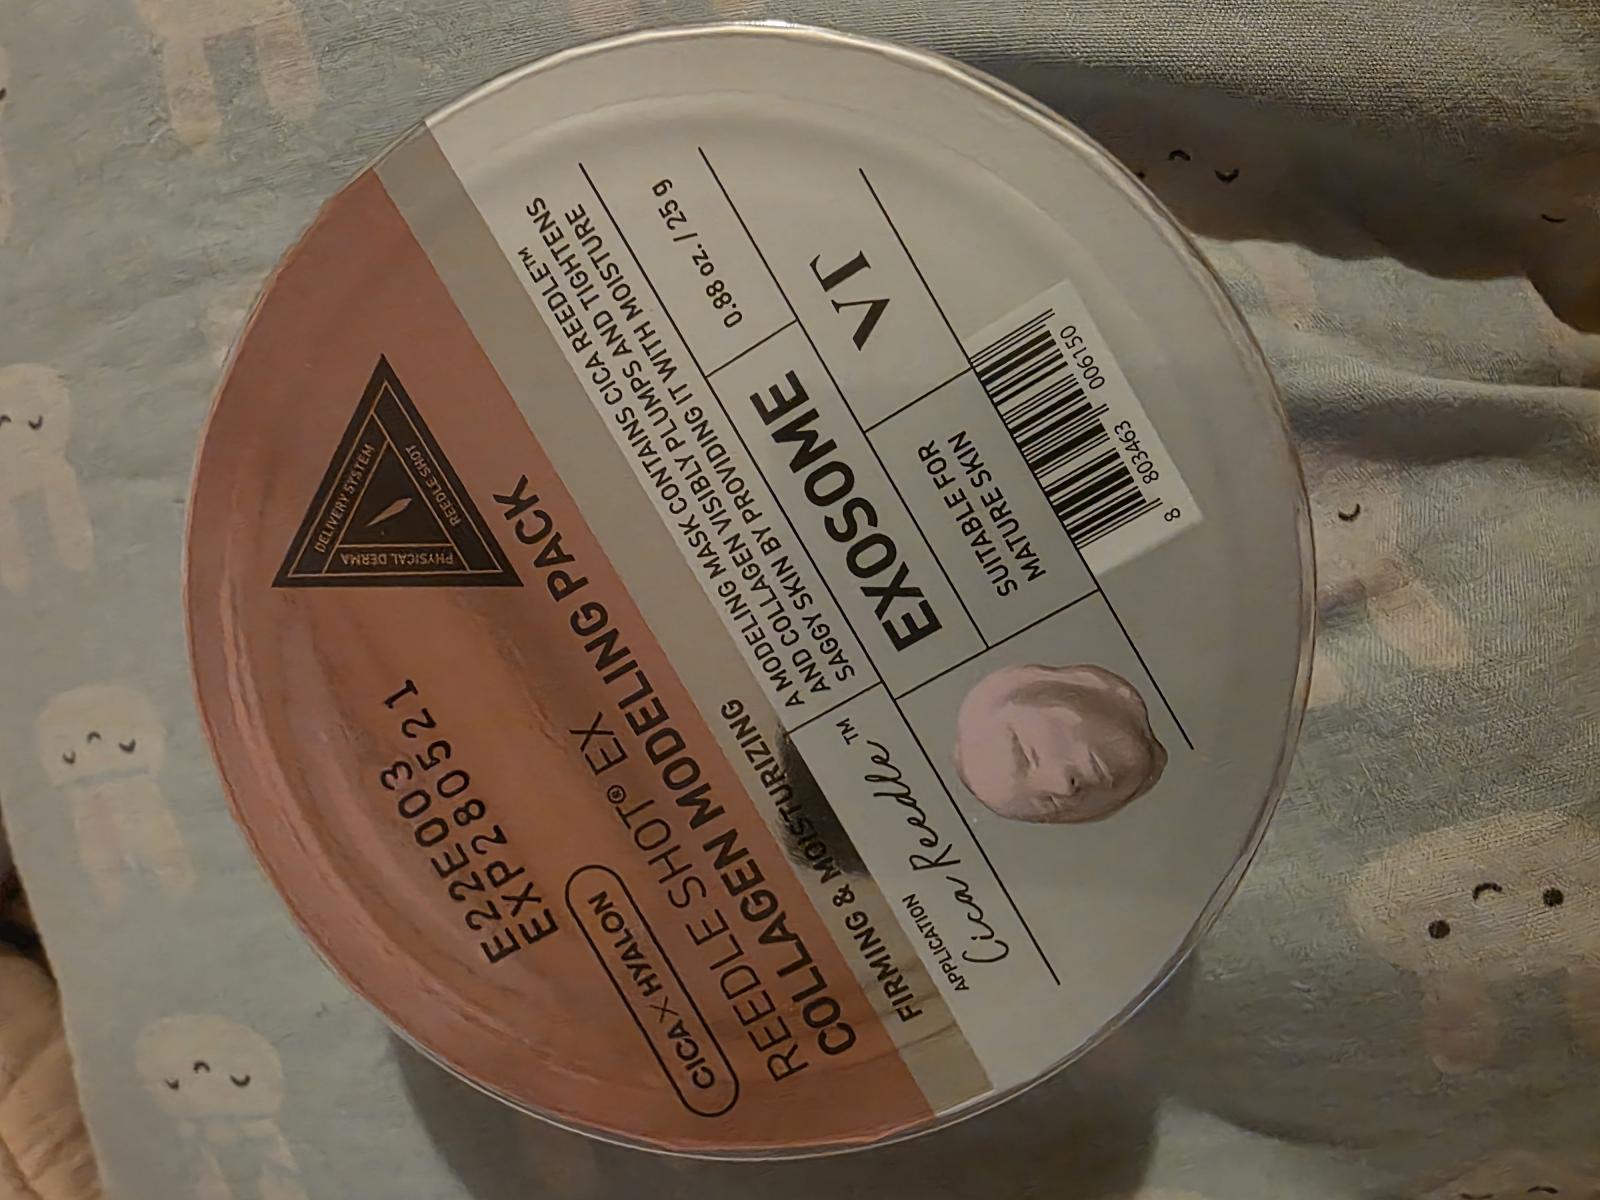 E22E003
EXP280521
DELIVERY SYSTEM
REEDLE SHOT
PHYSICAL DERMA
CICA X HYALON
REEDLE SHOT® EX
COLLAGEN MODELING PACK
FIRMING & MOISTURIZING
A MODELING MASK CONTAINS CICA REEDLE™
AND COLLAGEN VISIBLY PLUMPS AND TIGHTENS
SAGGY SKIN BY PROVIDING IT WITH MOISTURE
APPLICATION
Cica Reedle™
EXOSOME
0.88 oz. / 25 g
SUITABLE FOR
MATURE SKIN
VT
8 803463 006150